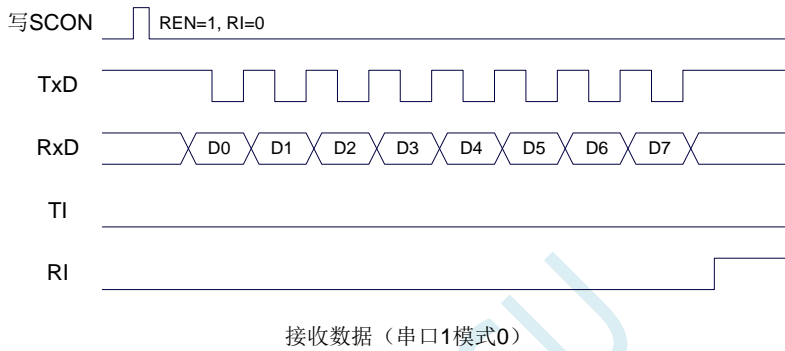 写SCON REN=1, RI=0
TxD
RxD D0 D1 D2 D3 D4 D5 D6 D7
TI
RI
接收数据（串口1模式0）